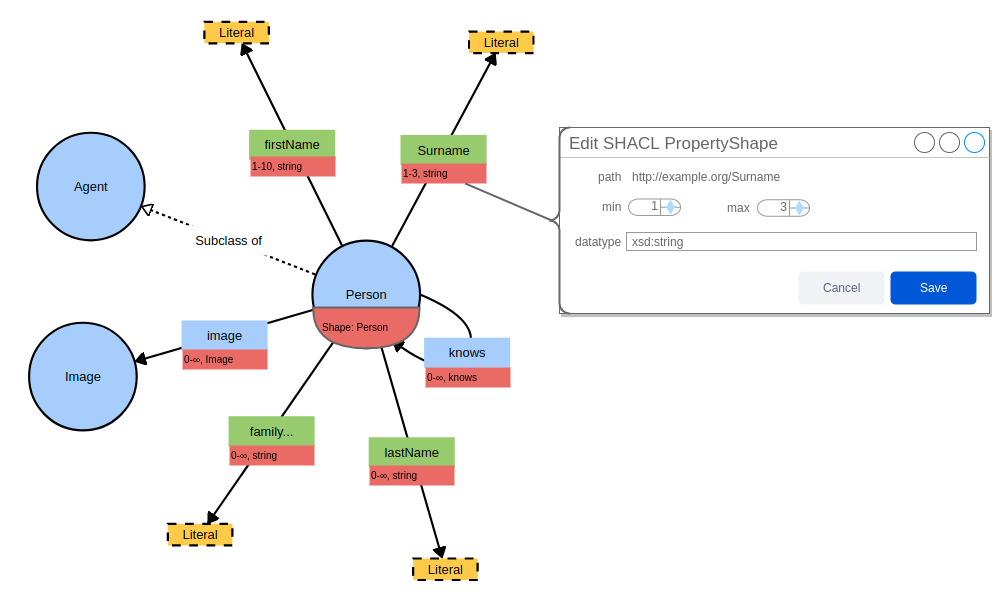 Literal
Literal
firstName
1-10, string
Surname
1-3, string
Edit SHACL PropertyShape
path http://example.org/Surname
min 1 max 3
datatype xsd:string
Cancel Save
Agent
Subclass of
Person
Shape: Person
image
0-∞, Image
Image
knows
0-∞, knows
family...
0-∞, string
lastName
0-∞, string
Literal
Literal